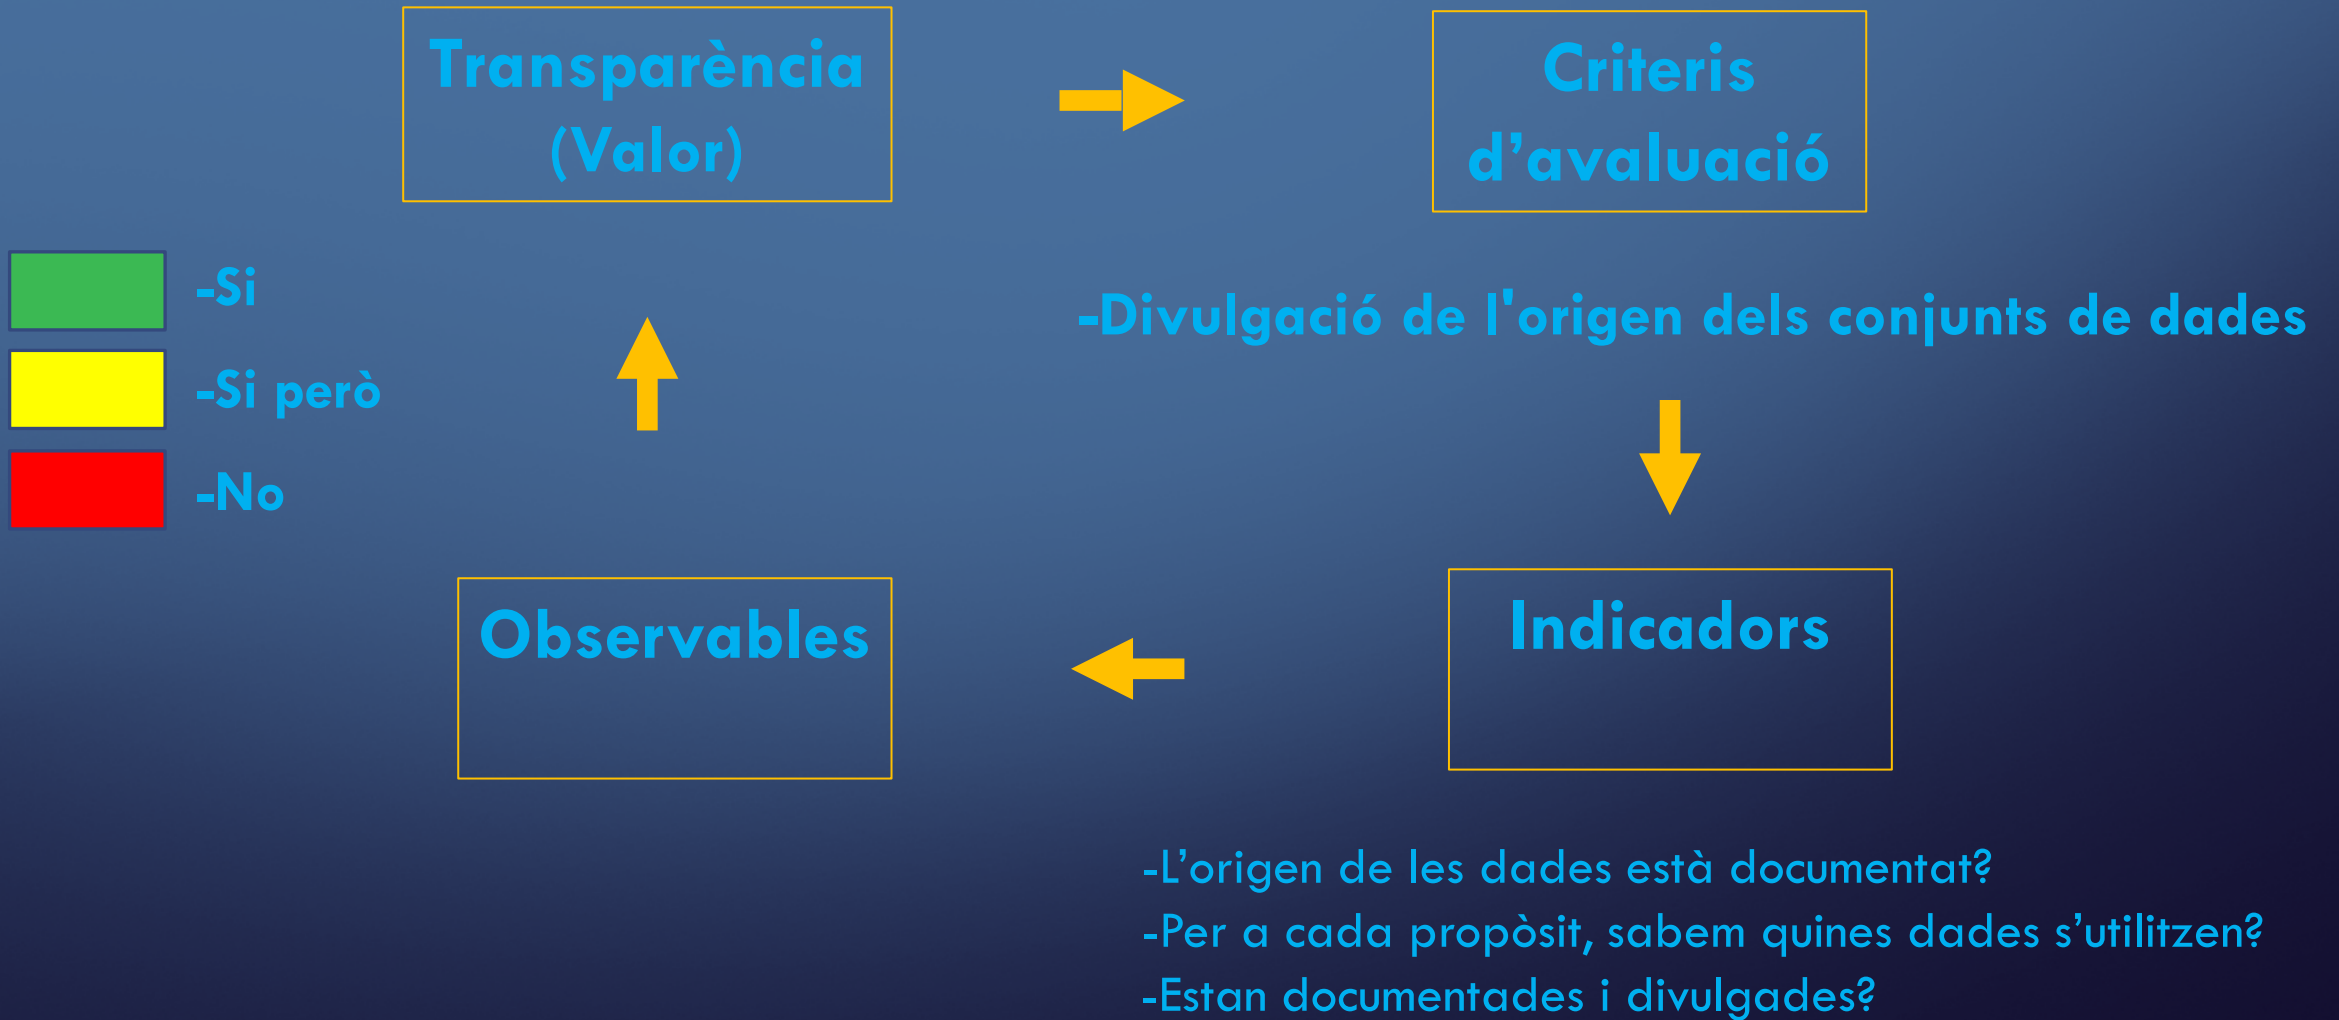 Transparència
(Valor)
Criteris
d’avaluació
-Si
-Si però
-No
-Divulgació de l'origen dels conjunts de dades
Observables
Indicadors
-L’origen de les dades està documentat?
-Per a cada propòsit, sabem quines dades s’utilitzen?
-Estan documentades i divulgades?